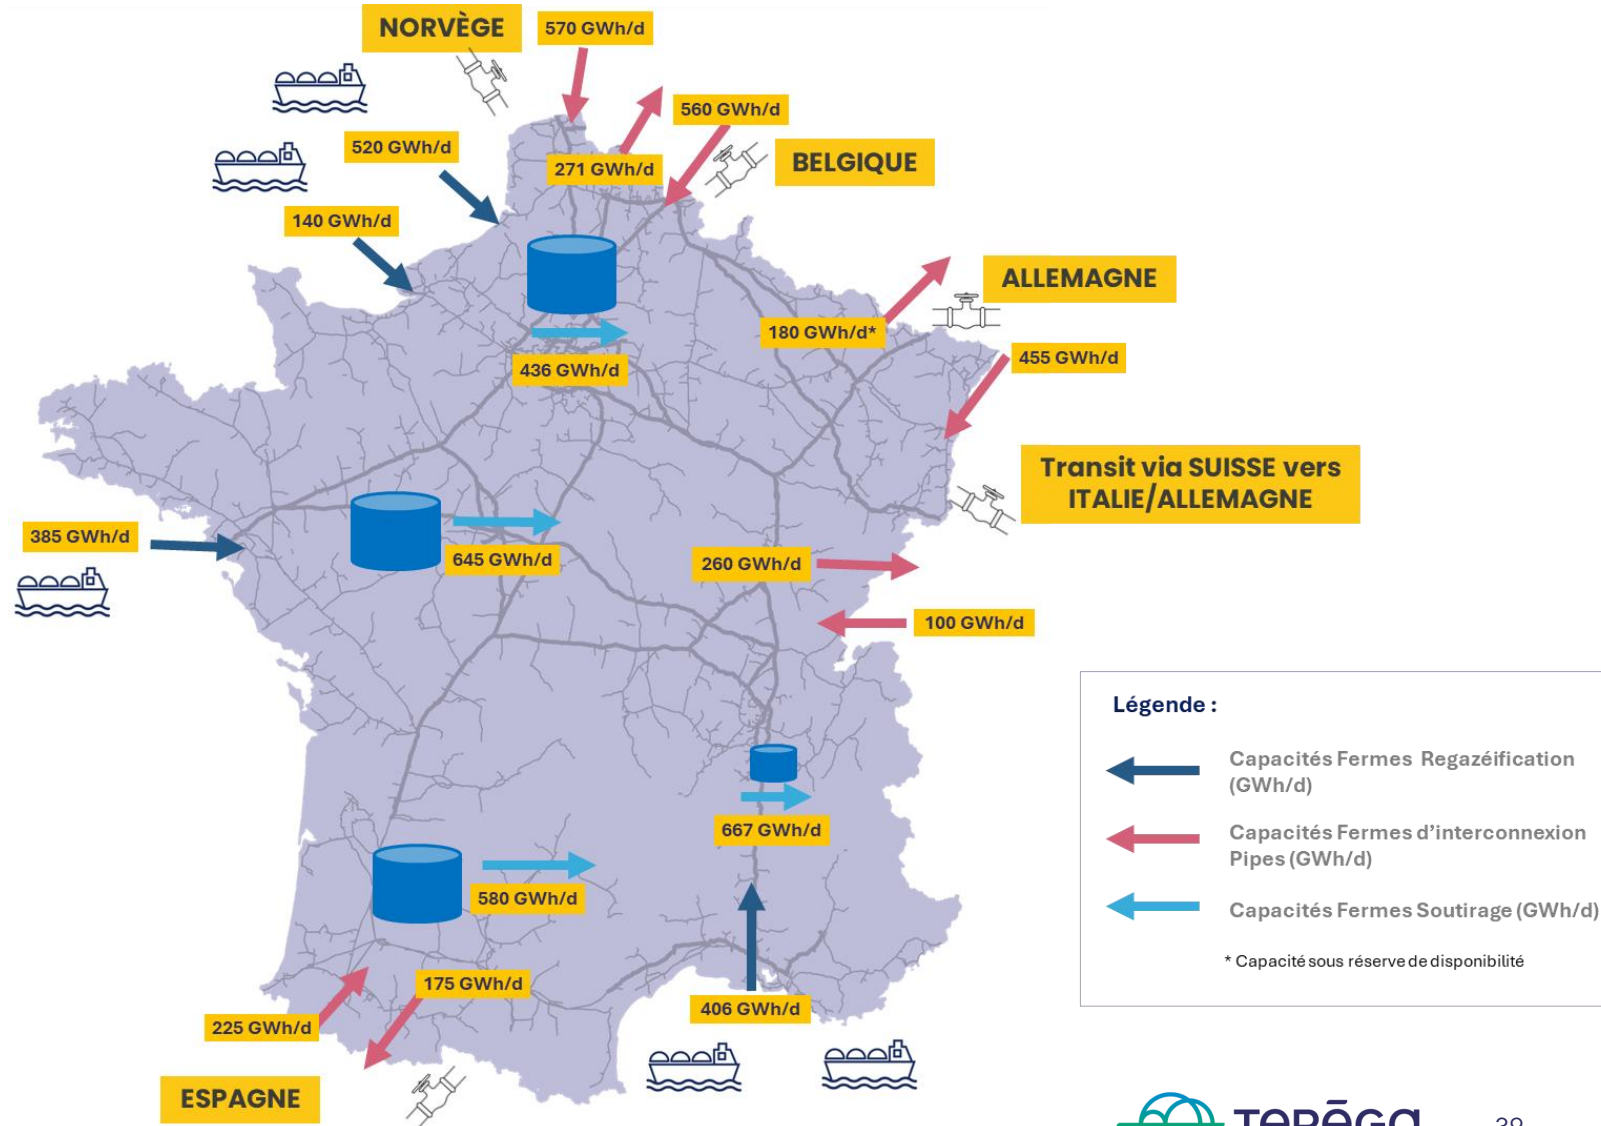 NORVÈGE
570 GWh/d
560 GWh/d
520 GWh/d
271 GWh/d
BELGIQUE
140 GWh/d
ALLEMAGNE
180 GWh/d*
455 GWh/d
436 GWh/d
Transit via SUISSE vers
ITALIE/ALLEMAGNE
385 GWh/d
645 GWh/d
260 GWh/d
100 GWh/d
667 GWh/d
580 GWh/d
175 GWh/d
406 GWh/d
225 GWh/d
ESPAGNE
Légende :
Capacités Fermes Regazéification
(GWh/d)
Capacités Fermes d'interconnexion
Pipes (GWh/d)
Capacités Fermes Soutirage (GWh/d)
* Capacité sous réserve de disponibilité